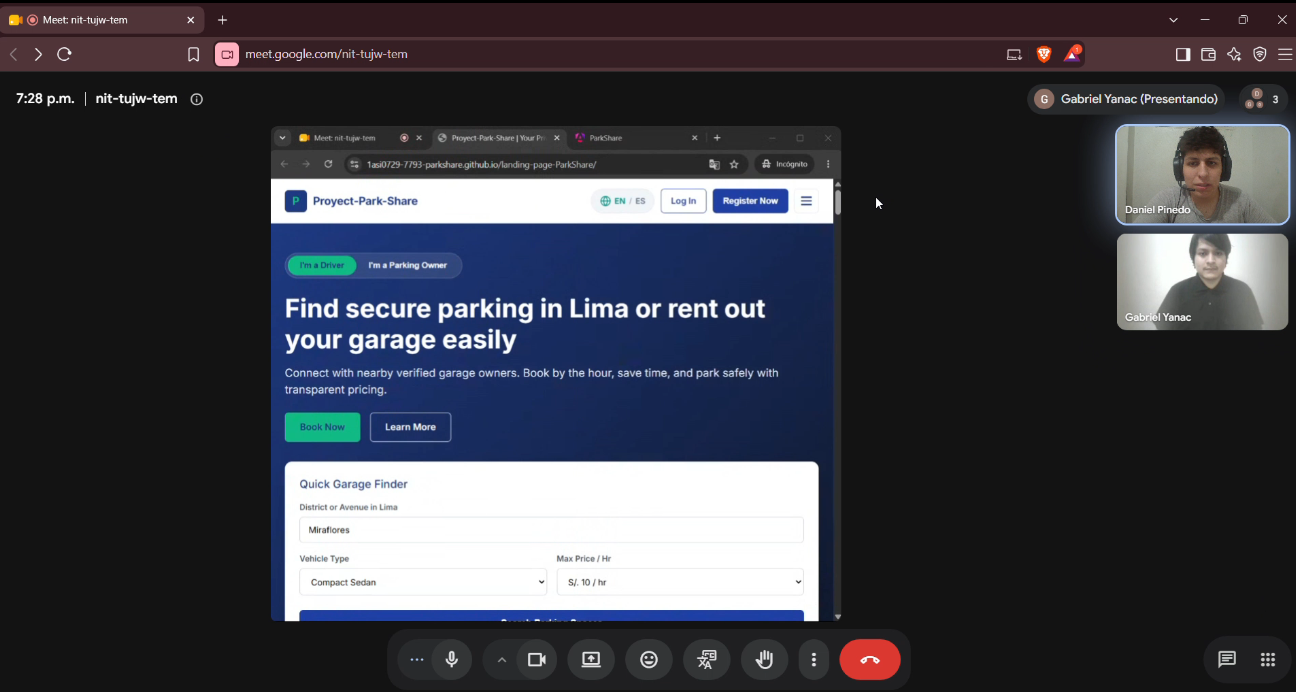 Meet: nit-tujw-tem
meet.google.com/nit-tujw-tem
1
7:28 p.m. | nit-tujw-tem
G Gabriel Yanac (Presentando)
3
Meet: nit-tujw-tem
Proyect-Park-Share | Your Pr
ParkShare
1asi0729-7793-parkshare.github.io/landing-page-ParkShare/
Incógnito
P Proyect-Park-Share
EN / ES
Log In
Register Now
I'm a Driver
I'm a Parking Owner
Find secure parking in Lima or rent out
your garage easily
Connect with nearby verified garage owners. Book by the hour, save time, and park safely with
transparent pricing.
Book Now
Learn More
Quick Garage Finder
District or Avenue in Lima
Miraflores
Vehicle Type
Max Price / Hr
Compact Sedan
S/. 10 / hr
Daniel Pinedo
Gabriel Yanac